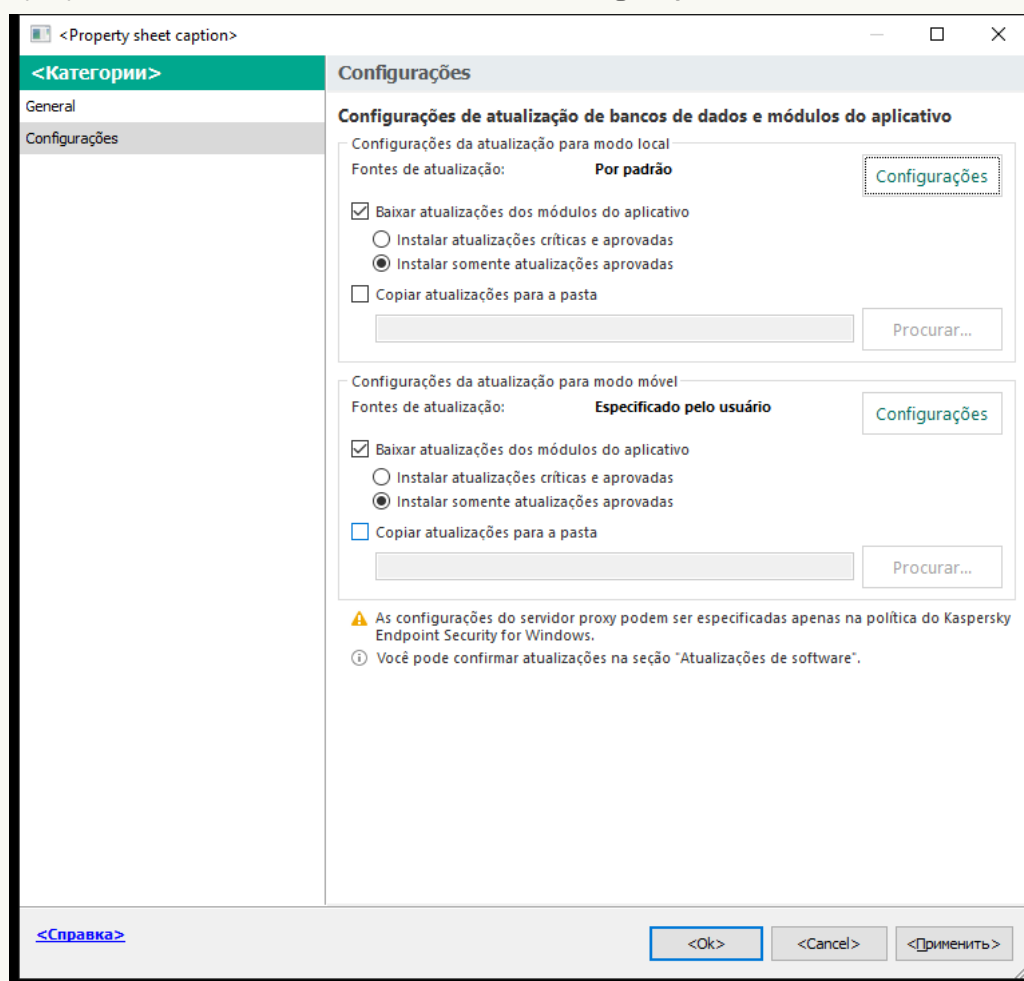 <Property sheet caption>
<Категории>
General
Configurações
Configurações
Configurações de atualização de bancos de dados e módulos do aplicativo
Configurações da atualização para modo local
Fontes de atualização: Por padrão Configurações
Baixar atualizações dos módulos do aplicativo
Instalar atualizações críticas e aprovadas
Instalar somente atualizações aprovadas
Copiar atualizações para a pasta
Procurar...
Configurações da atualização para modo móvel
Fontes de atualização: Especificado pelo usuário Configurações
Baixar atualizações dos módulos do aplicativo
Instalar atualizações críticas e aprovadas
Instalar somente atualizações aprovadas
Copiar atualizações para a pasta
Procurar...
As configurações do servidor proxy podem ser especificadas apenas na política do Kaspersky
Endpoint Security for Windows.
Você pode confirmar atualizações na seção "Atualizações de software".
<Справка>
<Ok> <Cancel> <Применить>